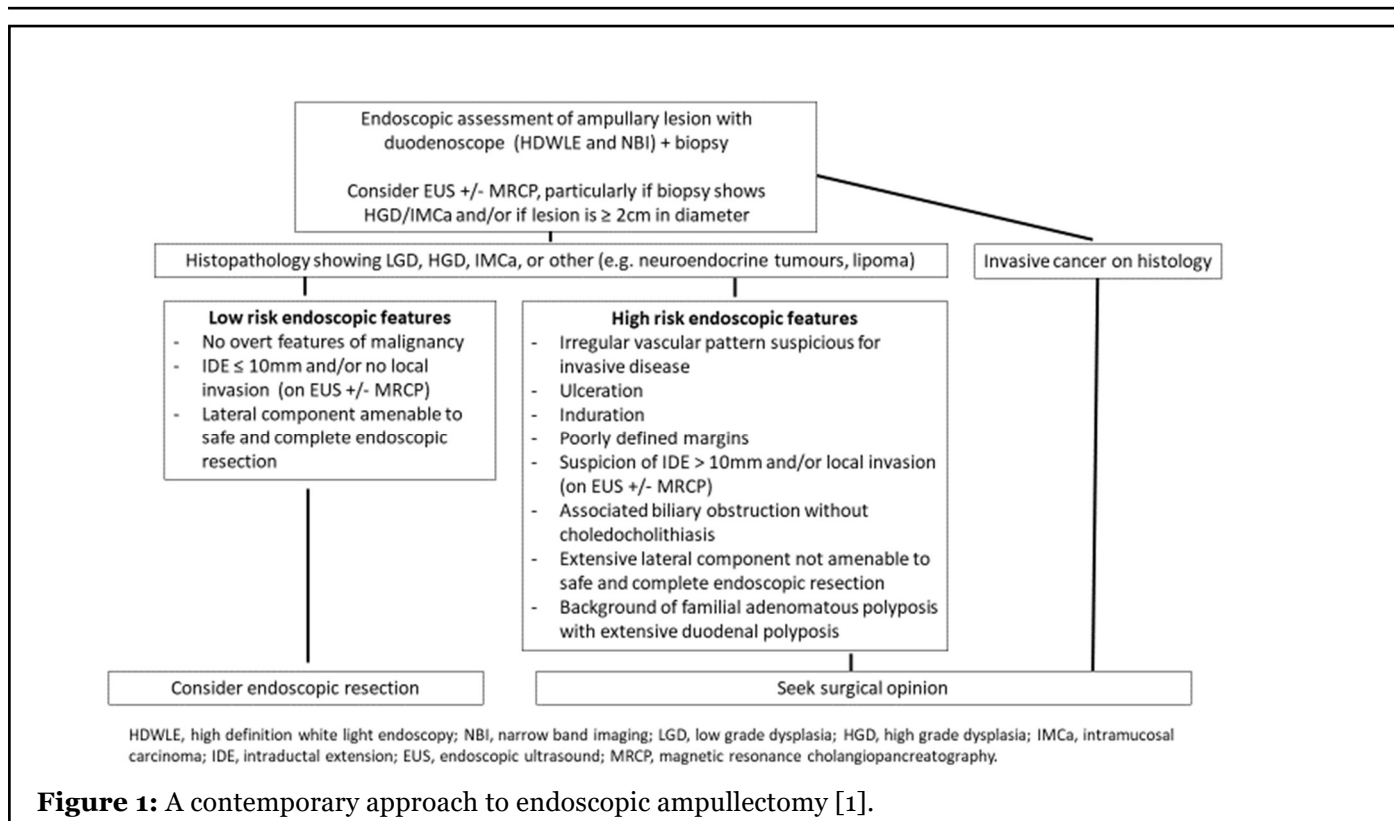 Endoscopic assessment of ampullary lesion with
duodenoscope (HDWLE and NBI) + biopsy
Consider EUS +/- MRCP, particularly if biopsy shows
HGD/IMCa and/or if lesion is ≥ 2cm in diameter
Histopathology showing LGD, HGD, IMCa, or other (e.g. neuroendocrine tumours, lipoma)
Invasive cancer on histology
Low risk endoscopic features
- No overt features of malignancy
- IDE ≤ 10mm and/or no local
invasion (on EUS +/- MRCP)
- Lateral component amenable to
safe and complete endoscopic
resection
High risk endoscopic features
- Irregular vascular pattern suspicious for
invasive disease
- Ulceration
- Induration
- Poorly defined margins
- Suspicion of IDE > 10mm and/or local invasion
(on EUS +/- MRCP)
- Associated biliary obstruction without
choledocholithiasis
- Extensive lateral component not amenable to
safe and complete endoscopic resection
- Background of familial adenomatous polyposis
with extensive duodenal polyposis
Consider endoscopic resection
Seek surgical opinion
HDWLE, high definition white light endoscopy; NBI, narrow band imaging; LGD, low grade dysplasia; HGD, high grade dysplasia; IMCa, intramucosal
carcinoma; IDE, intraductal extension; EUS, endoscopic ultrasound; MRCP, magnetic resonance cholangiopancreatography.
Figure 1: A contemporary approach to endoscopic ampullectomy [1].